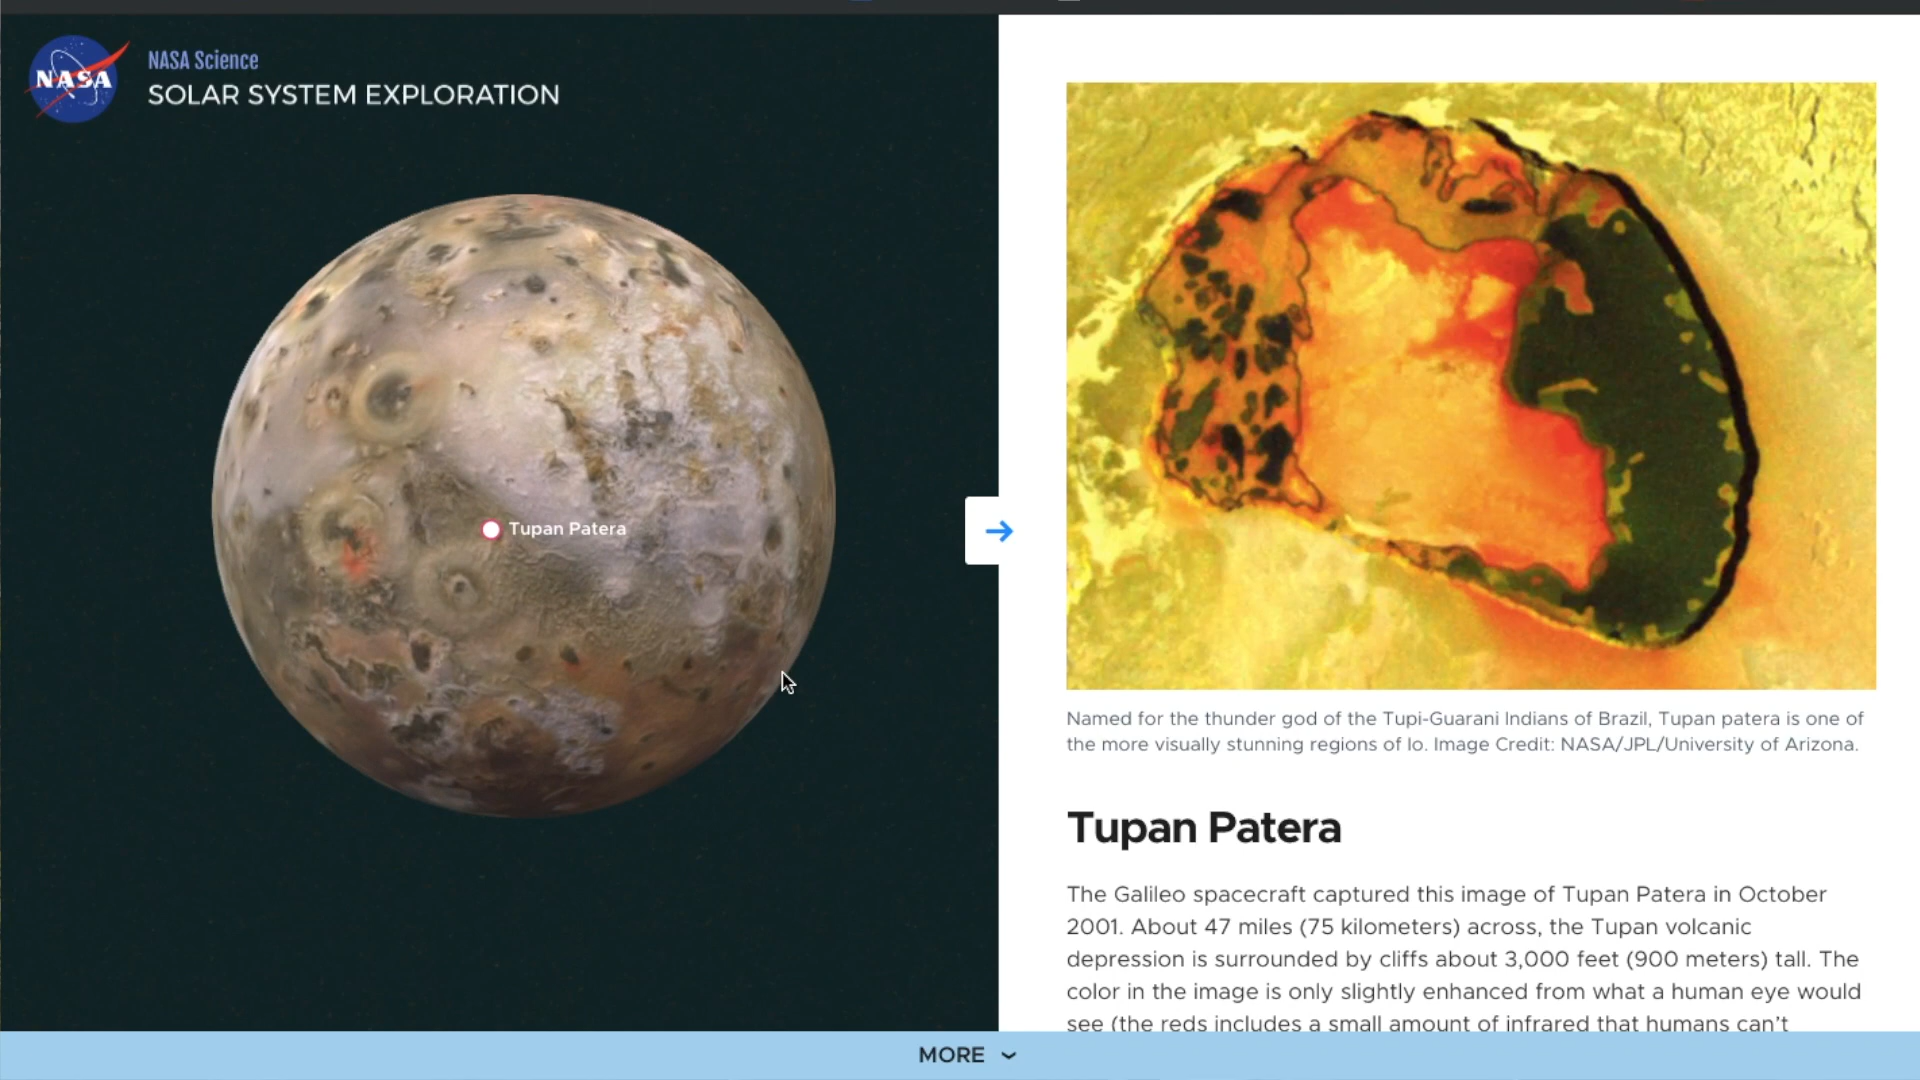 NASA
NASA Science
SOLAR SYSTEM EXPLORATION
Tupan Patera
Named for the thunder god of the Tupi-Guarani Indians of Brazil, Tupan patera is one of
the more visually stunning regions of Io. Image Credit: NASA/JPL/University of Arizona.
Tupan Patera
The Galileo spacecraft captured this image of Tupan Patera in October
2001. About 47 miles (75 kilometers) across, the Tupan volcanic
depression is surrounded by cliffs about 3,000 feet (900 meters) tall. The
color in the image is only slightly enhanced from what a human eye would
see (the reds includes a small amount of infrared that humans can't
MORE